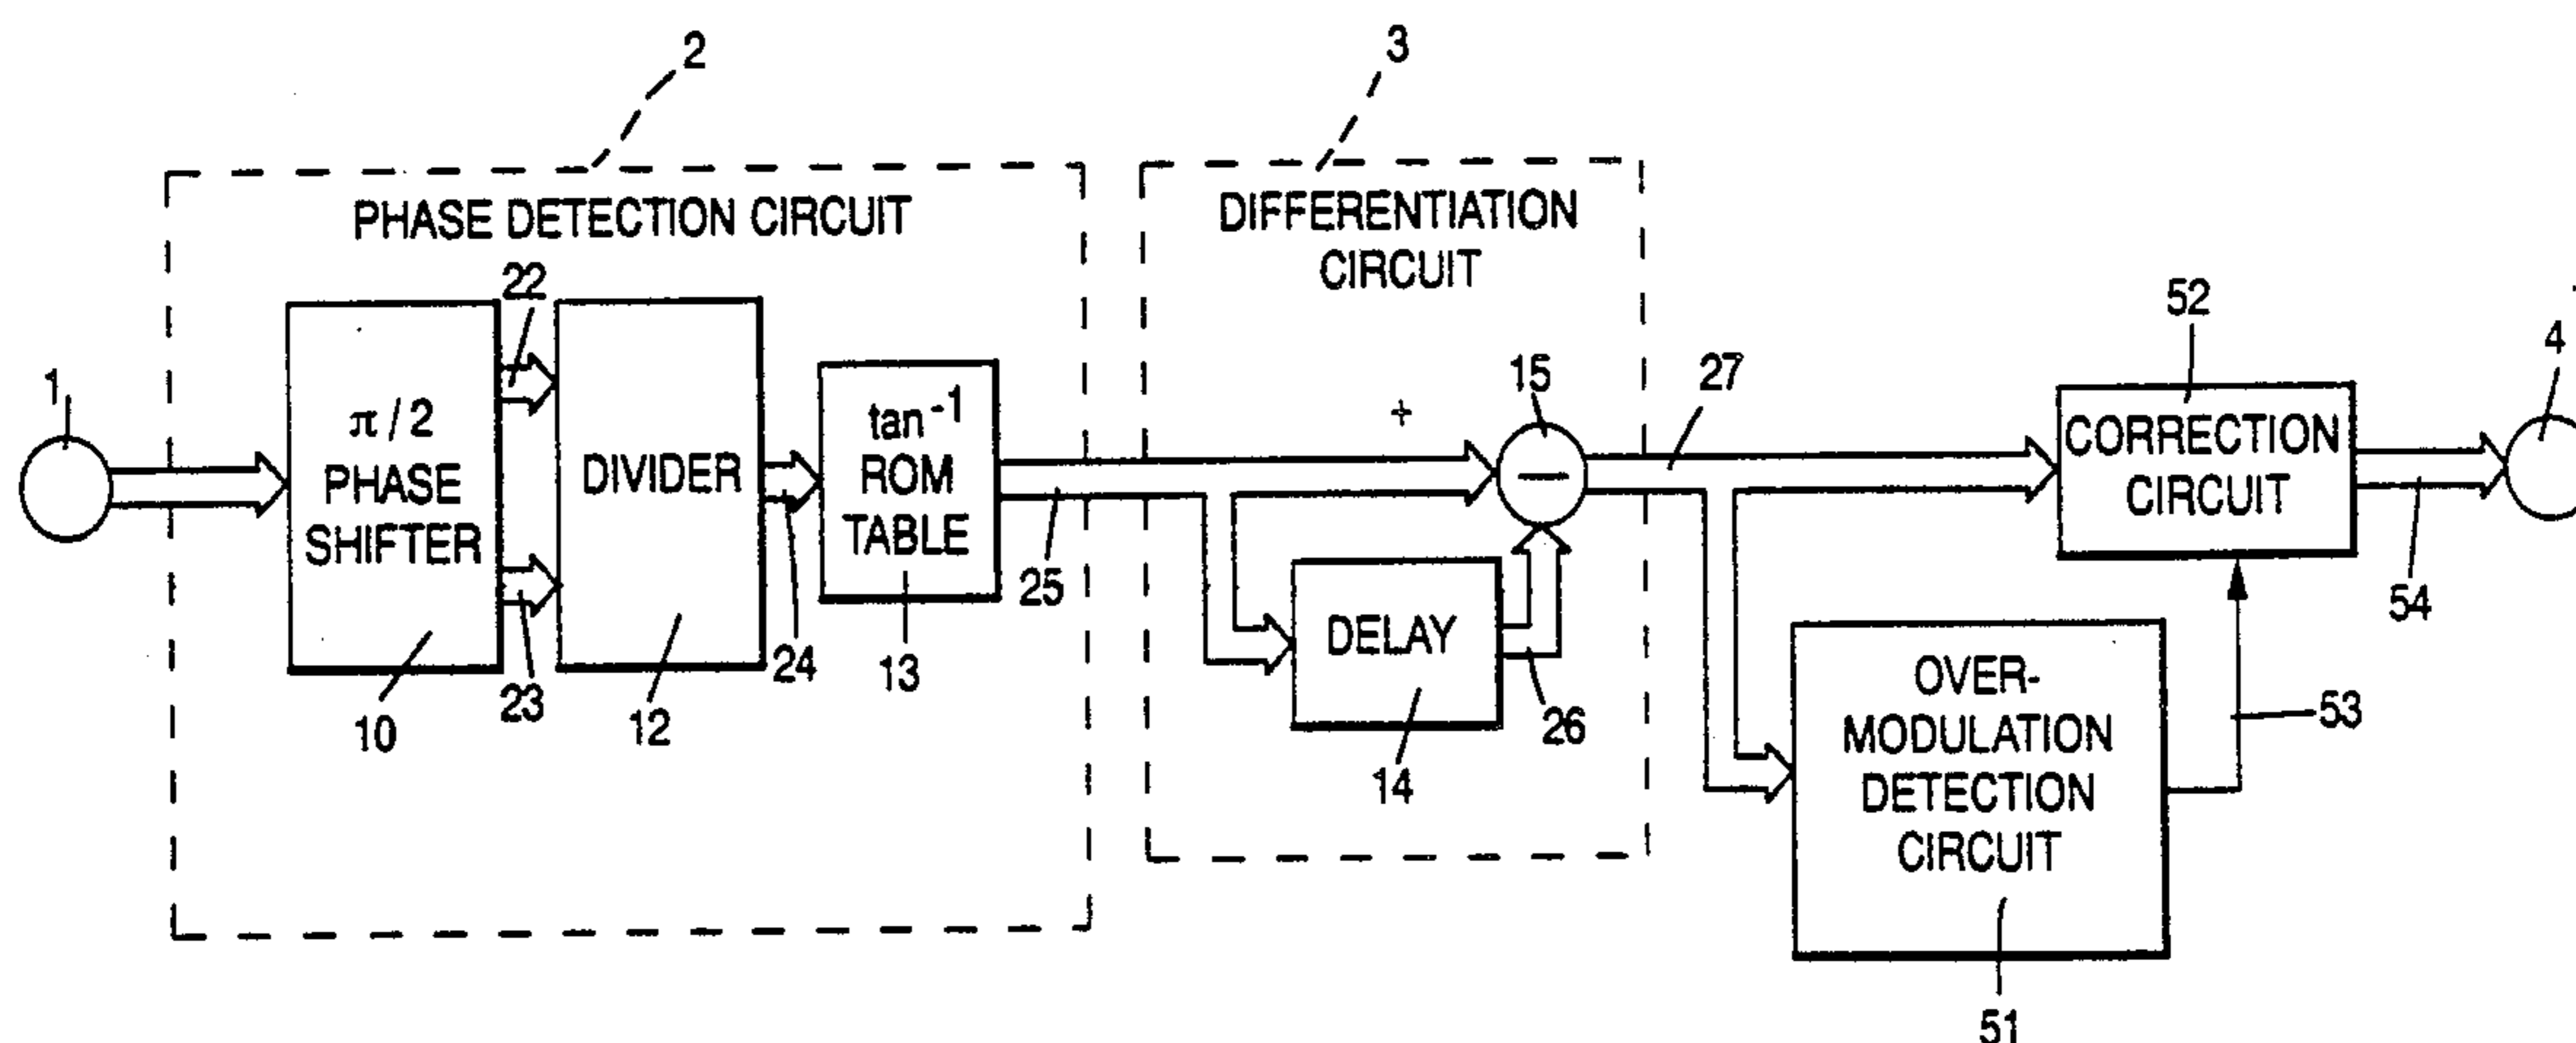 2
3
PHASE DETECTION CIRCUIT
DIFFERENTIATION
CIRCUIT
1
π/2
PHASE
SHIFTER
10
22
23
DIVIDER
12
24
tan⁻¹
ROM
TABLE
13
25
+
15
−
DELAY
14
26
27
52
CORRECTION
CIRCUIT
4
54
53
OVER-
MODULATION
DETECTION
CIRCUIT
51